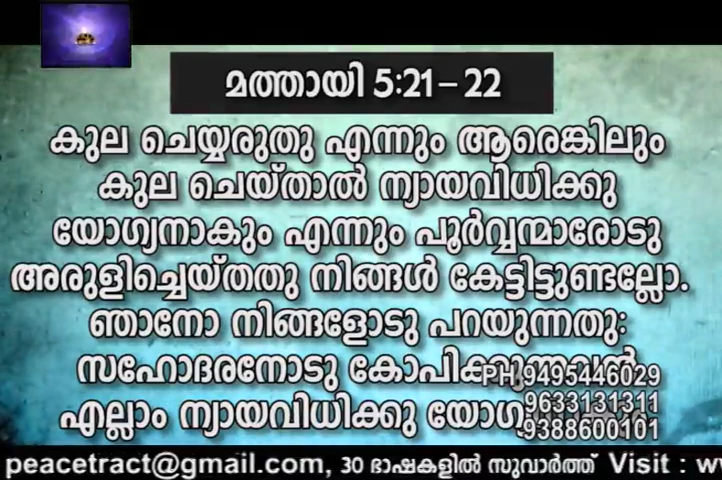 മത്തായി 5:21-22
കുല ചെയ്യരുതു എന്നും ആരെങ്കിലും
കുല ചെയ്താൽ ന്യായവിധിക്കു
യോഗ്യനാകും എന്നും പൂർവ്വന്മാരോടു
അരുളിച്ചെയ്തതു നിങ്ങൾ കേട്ടിട്ടുണ്ടല്ലോ.
ഞാനോ നിങ്ങളോടു പറയുന്നതു:
സഹോദരനോടു കോപിക്കുന്നവൻ
PH 9495446029
എല്ലാം ന്യായവിധിക്കു
9633131311
9388600101
peacetract@gmail.com, 30 ഭാഷകളിൽ സുവാർത്ത് Visit : w